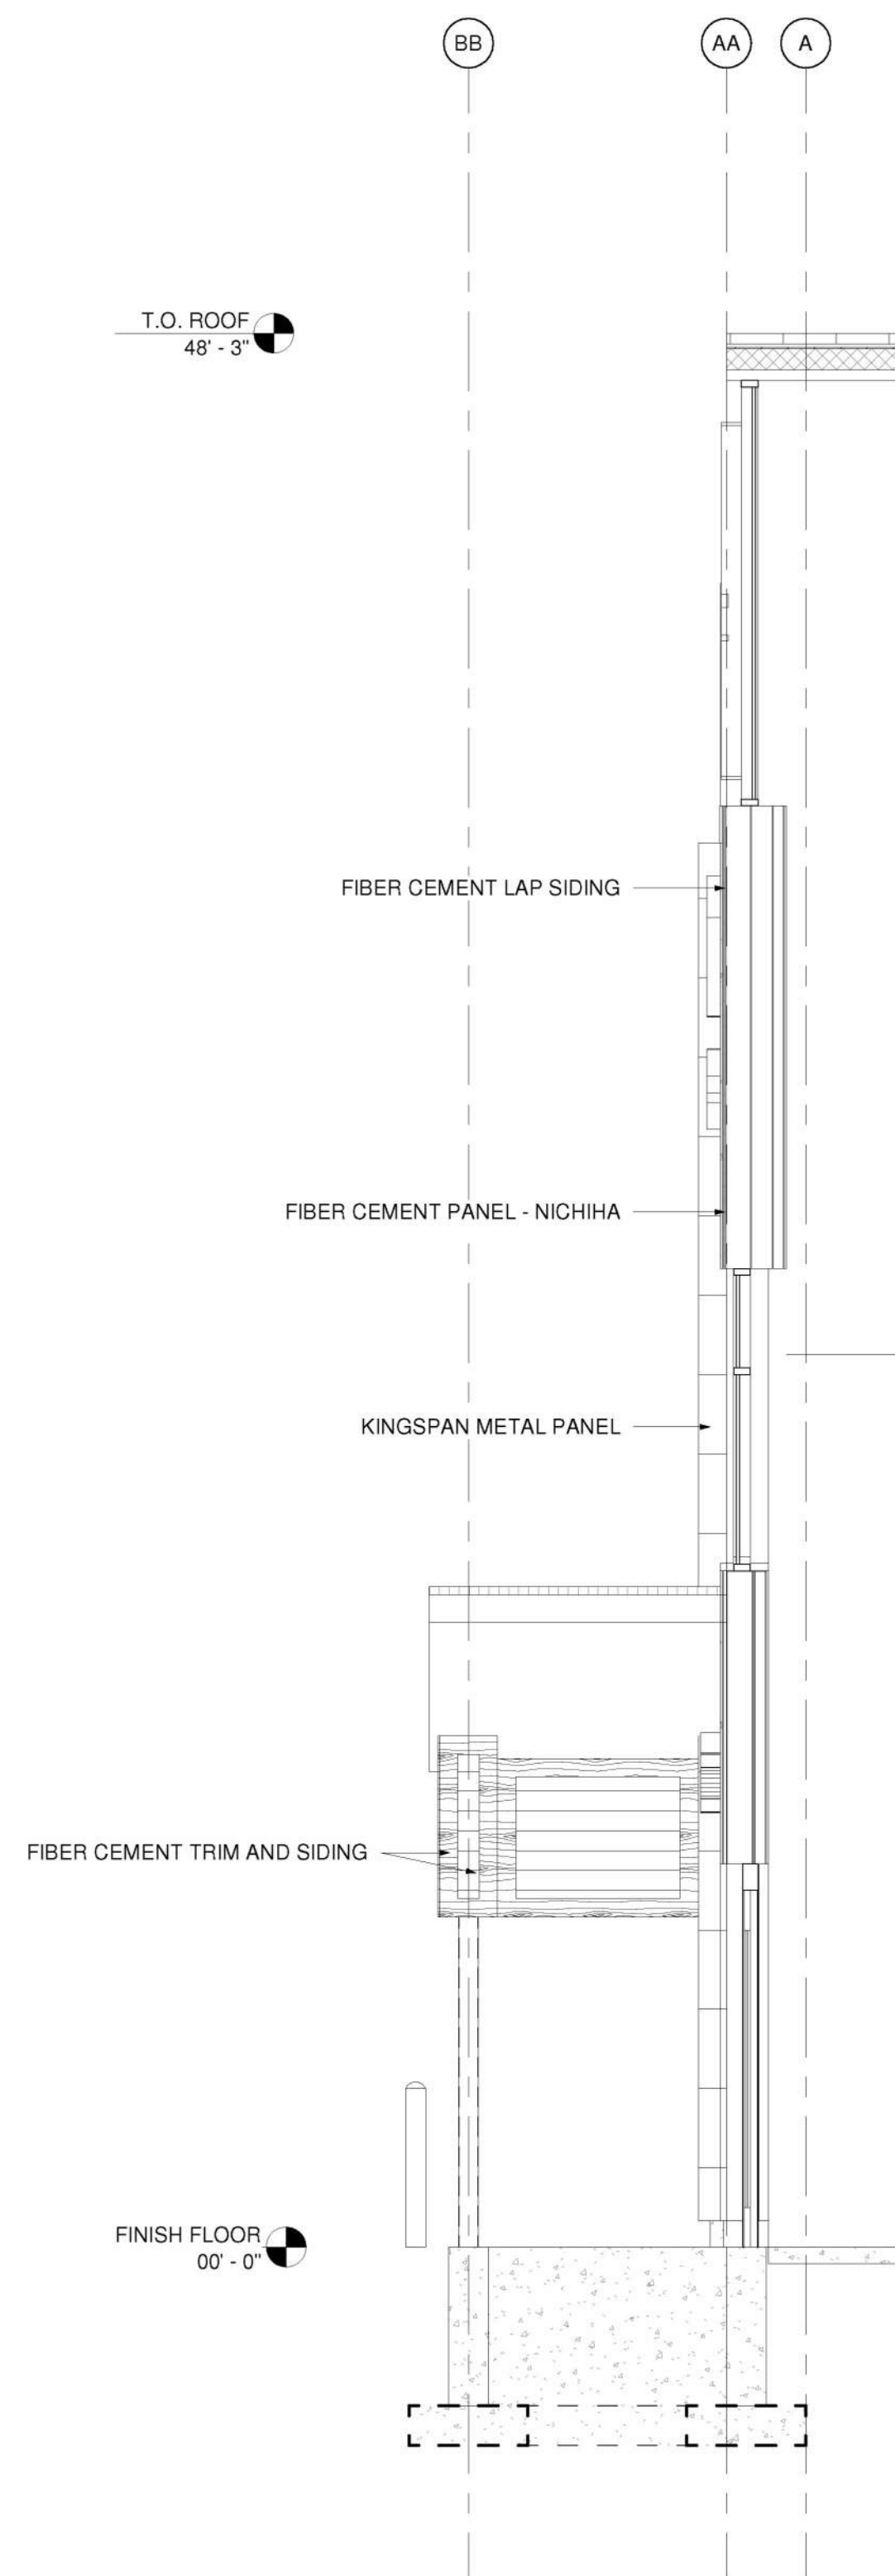 BB
AA
A
T.O. ROOF
48' - 3"
FIBER CEMENT LAP SIDING
FIBER CEMENT PANEL - NICHIHA
KINGSPAN METAL PANEL
FIBER CEMENT TRIM AND SIDING
FINISH FLOOR
00' - 0"